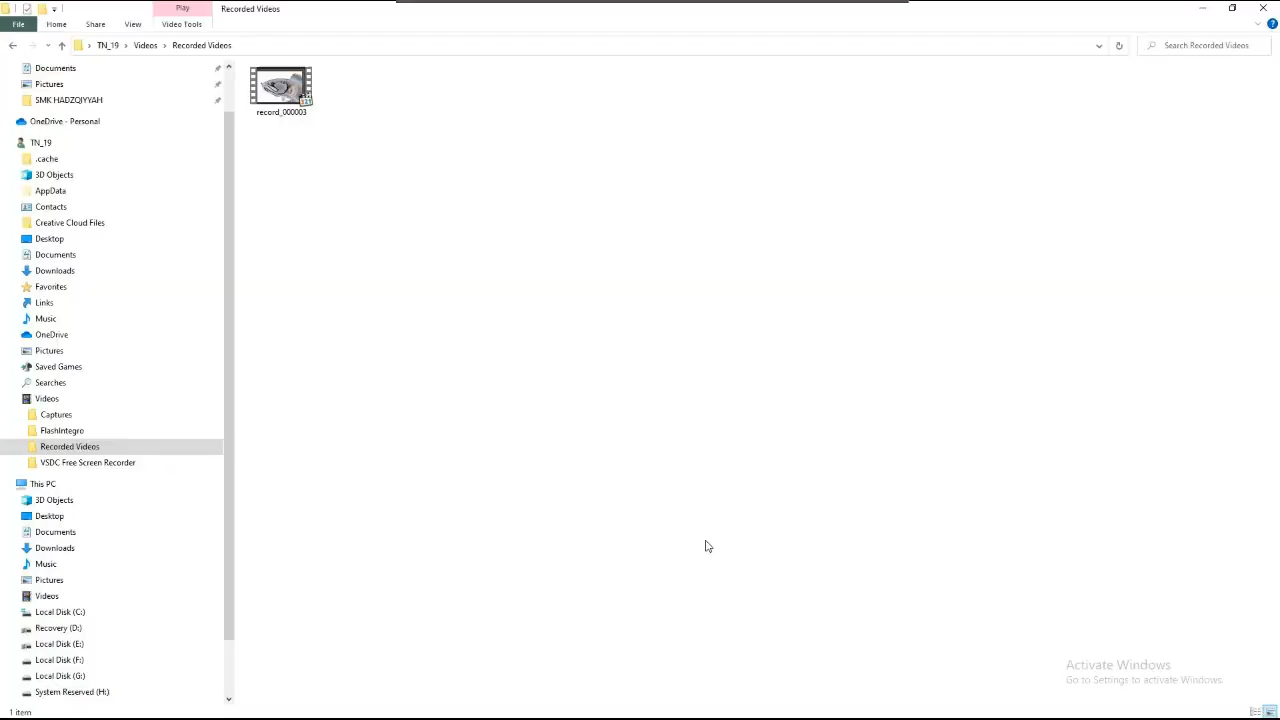 Play
Recorded Videos
File
Home
Share
View
Video Tools
TN_19
Videos
Recorded Videos
Search Recorded Videos
Documents
Pictures
SMK HADZQIYYAH
OneDrive - Personal
TN_19
.cache
3D Objects
AppData
Contacts
Creative Cloud Files
Desktop
Documents
Downloads
Favorites
Links
Music
OneDrive
Pictures
Saved Games
Searches
Videos
Captures
FlashIntegro
Recorded Videos
VSDC Free Screen Recorder
This PC
3D Objects
Desktop
Documents
Downloads
Music
Pictures
Videos
Local Disk (C:)
Recovery (D:)
Local Disk (E:)
Local Disk (F:)
Local Disk (G:)
System Reserved (H:)
record_000003
Activate Windows
Go to Settings to activate Windows.
1 item